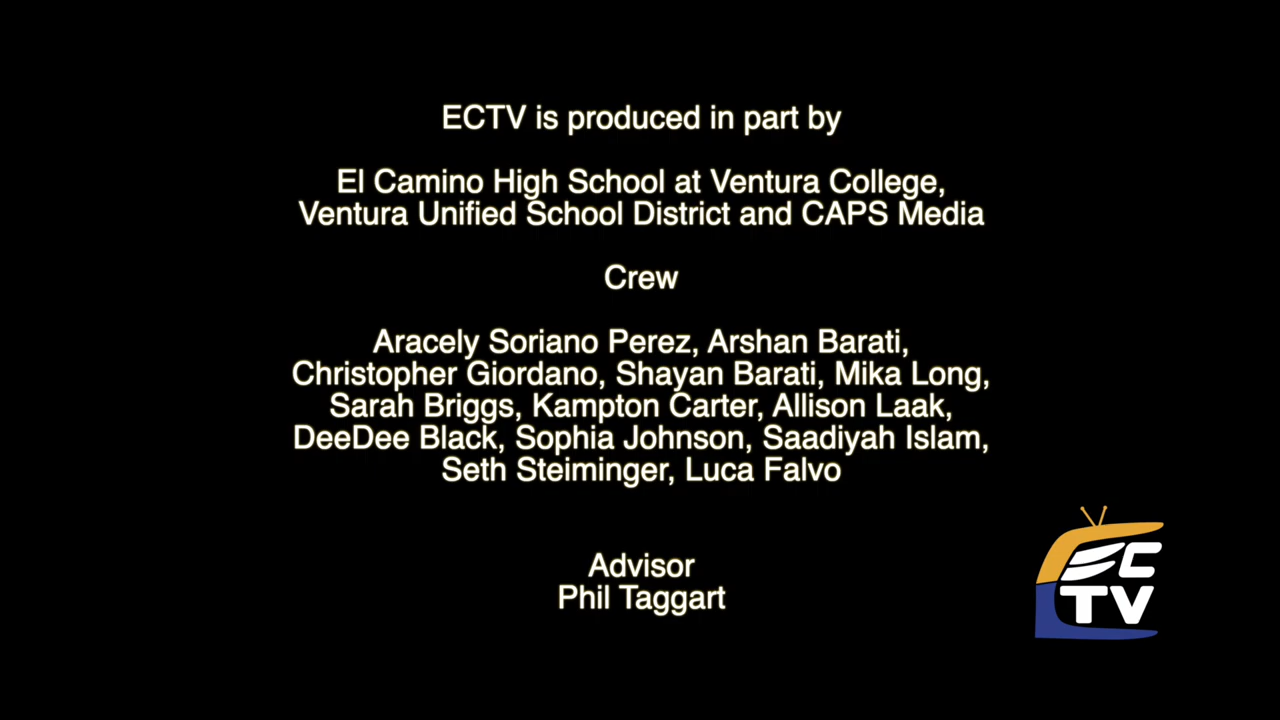 ECTV is produced in part by
El Camino High School at Ventura College,
Ventura Unified School District and CAPS Media
Crew
Aracely Soriano Perez, Arshan Barati,
Christopher Giordano, Shayan Barati, Mika Long,
Sarah Briggs, Kampton Carter, Allison Laak,
DeeDee Black, Sophia Johnson, Saadiyah Islam,
Seth Steiminger, Luca Falvo
Advisor
Phil Taggart
EC
TV